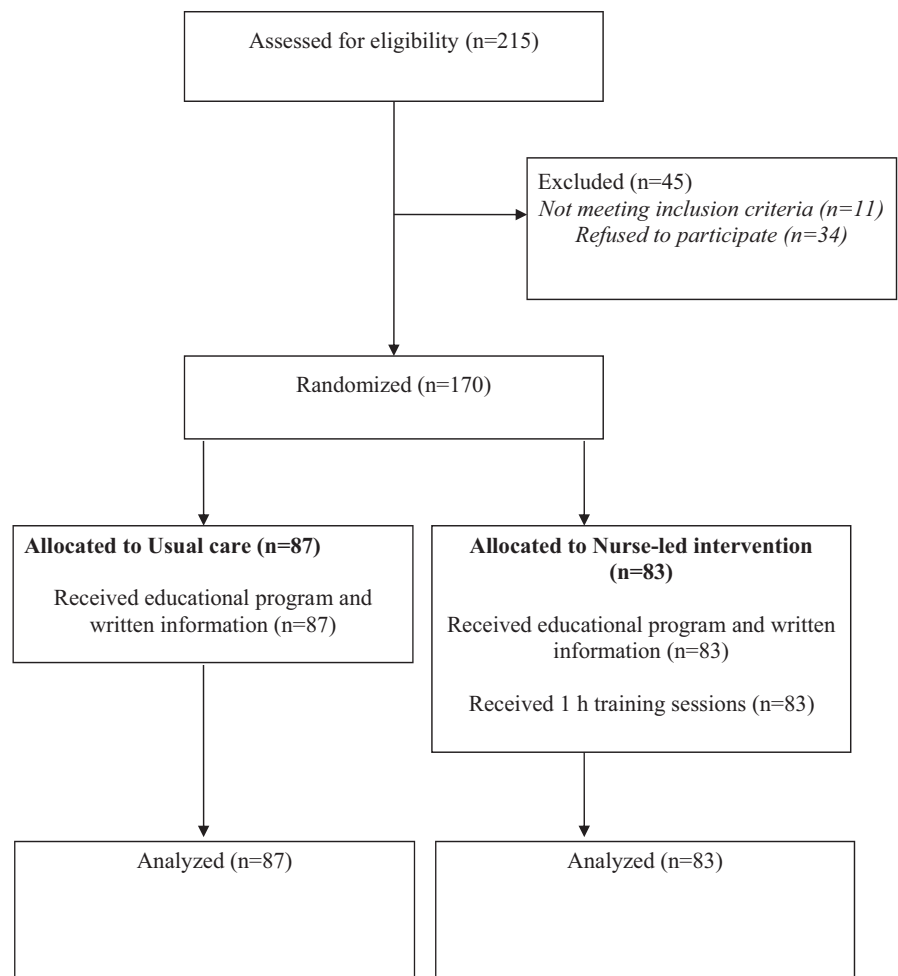 Assessed for eligibility (n=215)
Excluded (n=45)
Not meeting inclusion criteria (n=11)
Refused to participate (n=34)
Randomized (n=170)
Allocated to Usual care (n=87)
Received educational program and
written information (n=87)
Allocated to Nurse-led intervention
(n=83)
Received educational program and written
information (n=83)
Received 1 h training sessions (n=83)
Analyzed (n=87)
Analyzed (n=83)